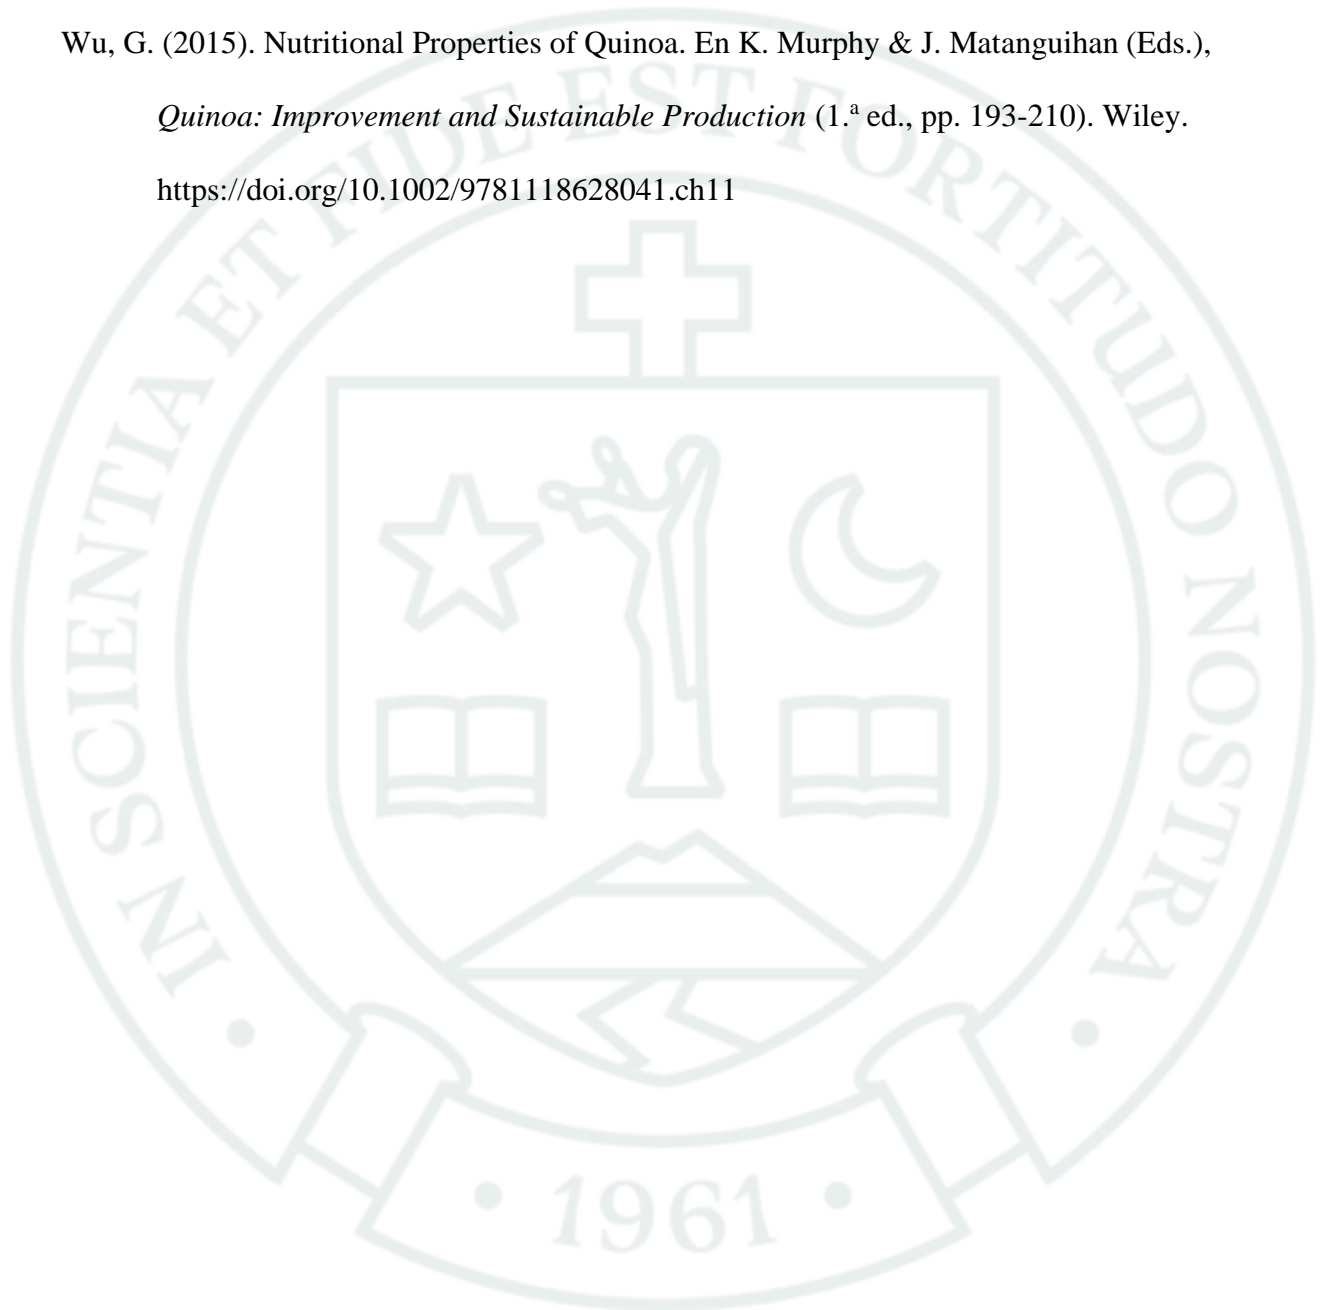 Wu, G. (2015). Nutritional Properties of Quinoa. En K. Murphy & J. Matanguihan (Eds.),
Quinoa: Improvement and Sustainable Production (1.ª ed., pp. 193-210). Wiley.
https://doi.org/10.1002/9781118628041.ch11
• IN SCIENTIA ET FIDE EST FORTITUDO NOSTRA •
• 1961 •